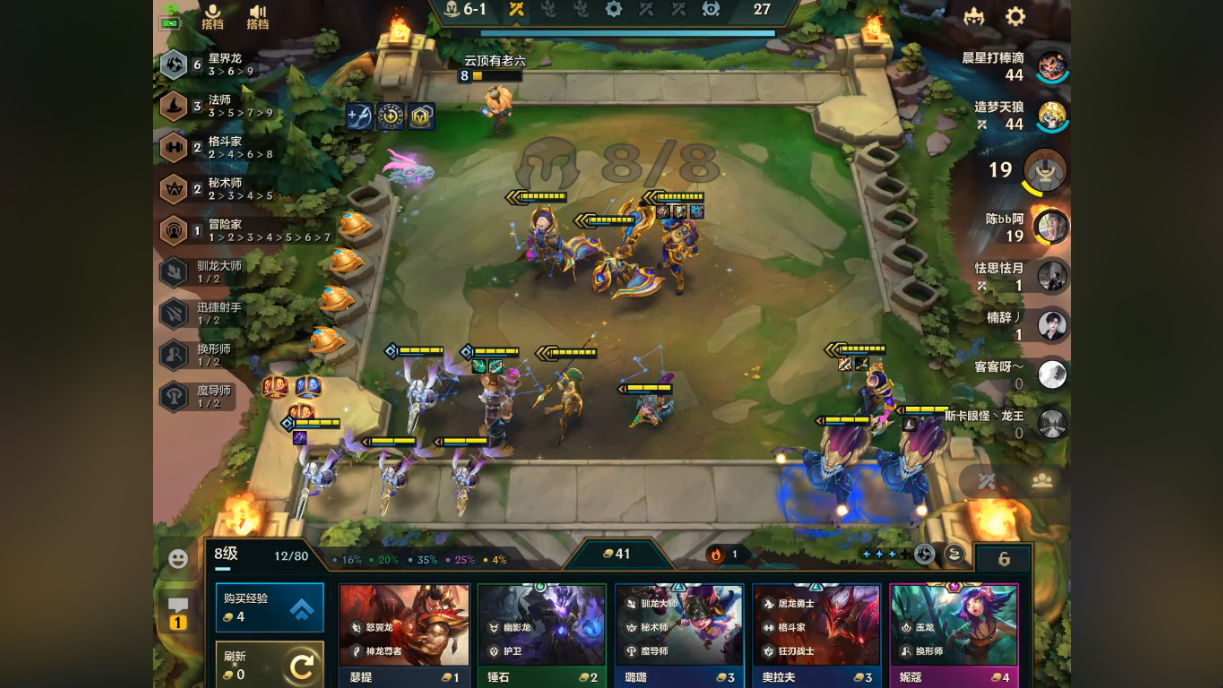 搭档
搭档
6-1
27
云顶有老六
8
8/8
6 星界龙
3 > 6 > 9
3 法师
3 > 5 > 7 > 9
2 格斗家
2 > 4 > 6 > 8
2 秘术师
2 > 3 > 4 > 5
1 冒险家
1 > 2 > 3 > 4 > 5 > 6 > 7
驯龙大师
1 / 2
迅捷射手
1 / 2
换形师
1 / 2
魔导师
1 / 2
晨星打棒滴
44
造梦天狼
44
19
陈bb阿
19
怯思怯月
1
楠辞丿
1
客客呀～
0
斯卡眼怪丶龙王
0
8级
12/80
16% 20% 35% 25% 4%
41
1
6
1
购买经验
4
刷新
0
怒翼龙
神龙尊者
瑟提
1
幽影龙
护卫
锤石
2
驯龙大师
秘术师
魔导师
璐璐
3
屠龙勇士
格斗家
狂刃战士
奥拉夫
3
玉龙
换形师
妮蔻
4